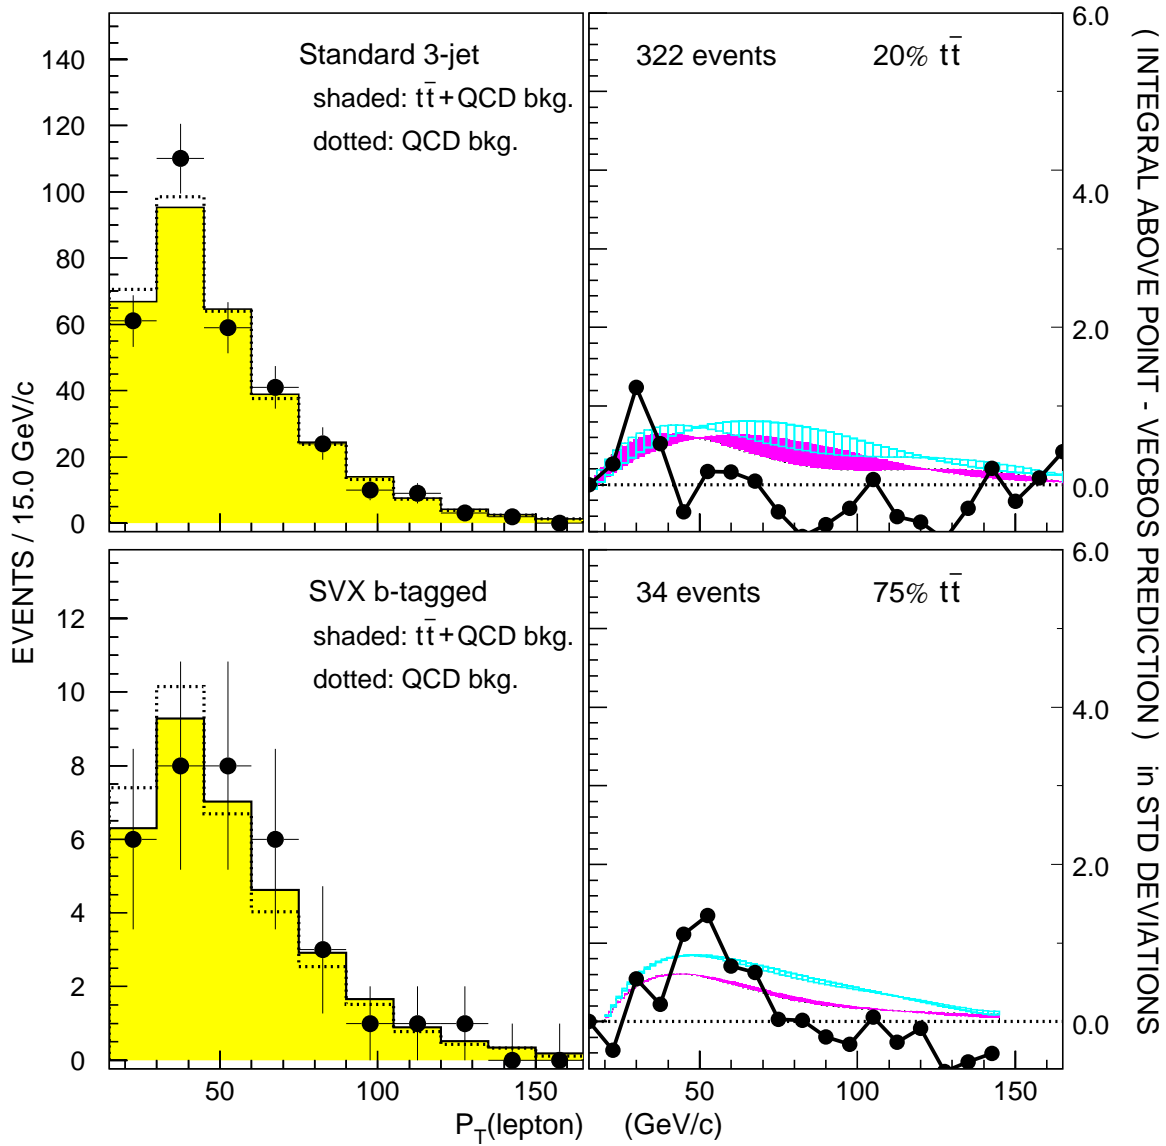 Standard 3-jet
shaded: tt̄+QCD bkg.
dotted: QCD bkg.
140
120
100
80
60
40
20
0
322 events 20% tt̄
6.0
4.0
2.0
0.0
SVX b-tagged
shaded: tt̄+QCD bkg.
dotted: QCD bkg.
12
10
8
6
4
2
0
34 events 75% tt̄
6.0
4.0
2.0
0.0
50 100 150
50 100 150
P_T(lepton) (GeV/c)
EVENTS / 15.0 GeV/c
( INTEGRAL ABOVE POINT - VECBOS PREDICTION ) in STD DEVIATIONS